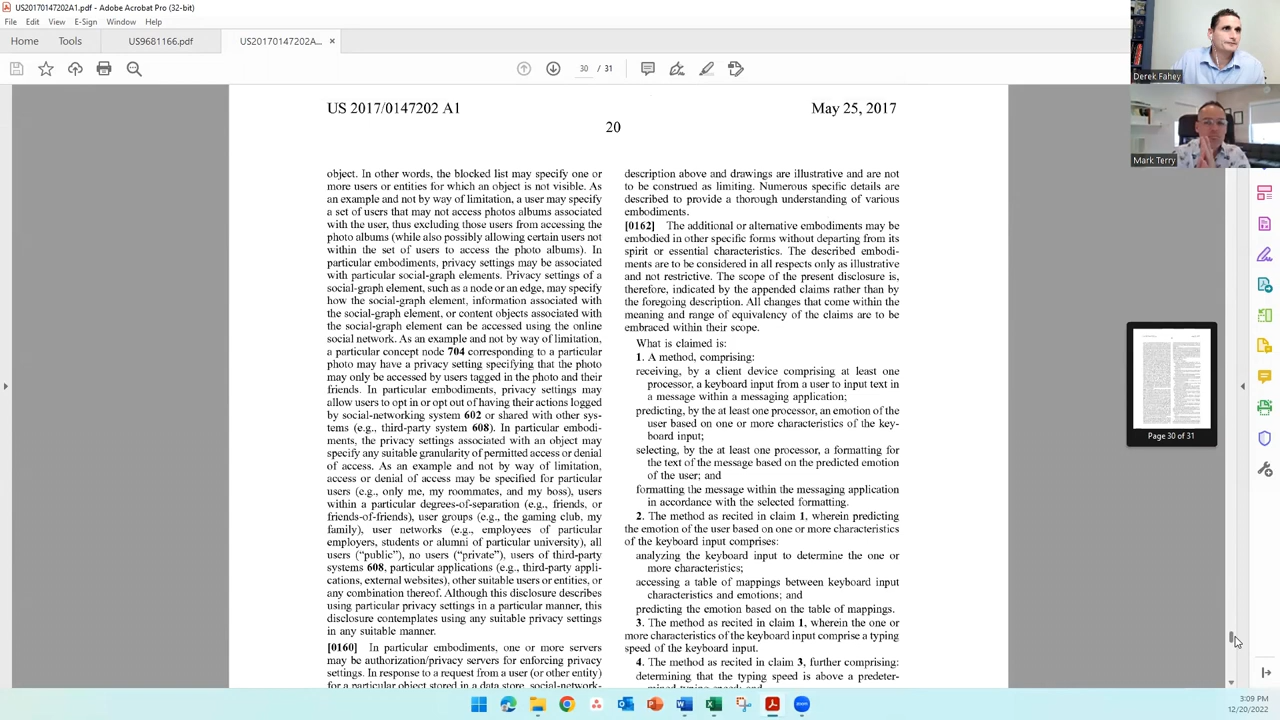 US20170147202A1.pdf - Adobe Acrobat Pro (32-bit)
File Edit View E-Sign Window Help
Home Tools US9681166.pdf US20170147202A... ×
30 / 31
US 2017/0147202 A1
May 25, 2017
20
object. In other words, the blocked list may specify one or
more users or entities for which an object is not visible. As
an example and not by way of limitation, a user may specify
a set of users that may not access photos albums associated
with the user, thus excluding those users from accessing the
photo albums (while also possibly allowing certain users not
within the set of users to access the photo albums). In
particular embodiments, privacy settings may be associated
with particular social-graph elements. Privacy settings of a
social-graph element, such as a node or an edge, may specify
how the social-graph element, information associated with
the social-graph element, or content objects associated with
the social-graph element can be accessed using the online
social network. As an example and not by way of limitation,
a particular concept node 704 corresponding to a particular
photo may have a privacy setting specifying that the photo
may only be accessed by users tagged in the photo and their
friends. In particular embodiments, privacy settings may
allow users to opt in or opt out of having their actions logged
by social-networking system 602 or shared with other sys-
tems (e.g., third-party system 608). In particular embodi-
ments, the privacy settings associated with an object may
specify any suitable granularity of permitted access or denial
of access. As an example and not by way of limitation,
access or denial of access may be specified for particular
users (e.g., only me, my roommates, and my boss), users
within a particular degrees-of-separation (e.g., friends, or
friends-of-friends), user groups (e.g., the gaming club, my
family), user networks (e.g., employees of particular
employers, students or alumni of particular university), all
users (“public”), no users (“private”), users of third-party
systems 608, particular applications (e.g., third-party appli-
cations, external websites), other suitable users or entities, or
any combination thereof. Although this disclosure describes
using particular privacy settings in a particular manner, this
disclosure contemplates using any suitable privacy settings
in any suitable manner.
[0160] In particular embodiments, one or more servers
may be authorization/privacy servers for enforcing privacy
settings. In response to a request from a user (or other entity)
for a particular object stored in a data store, social-network-
description above and drawings are illustrative and are not
to be construed as limiting. Numerous specific details are
described to provide a thorough understanding of various
embodiments.
[0162] The additional or alternative embodiments may be
embodied in other specific forms without departing from its
spirit or essential characteristics. The described embodi-
ments are to be considered in all respects only as illustrative
and not restrictive. The scope of the present disclosure is,
therefore, indicated by the appended claims rather than by
the foregoing description. All changes that come within the
meaning and range of equivalency of the claims are to be
embraced within their scope.
What is claimed is:
1. A method, comprising:
receiving, by a client device comprising at least one
processor, a keyboard input from a user to input text in
a message within a messaging application;
predicting, by the at least one processor, an emotion of the
user based on one or more characteristics of the key-
board input;
selecting, by the at least one processor, a formatting for
the text of the message based on the predicted emotion
of the user; and
formatting the message within the messaging application
in accordance with the selected formatting.
2. The method as recited in claim 1, wherein predicting
the emotion of the user based on one or more characteristics
of the keyboard input comprises:
analyzing the keyboard input to determine the one or
more characteristics;
accessing a table of mappings between keyboard input
characteristics and emotions; and
predicting the emotion based on the table of mappings.
3. The method as recited in claim 1, wherein the one or
more characteristics of the keyboard input comprise a typing
speed of the keyboard input.
4. The method as recited in claim 3, further comprising:
determining that the typing speed is above a predeter-
mined typing speed; and
Derek Fahey
Mark Terry
Page 30 of 31
3:09 PM
12/20/2022